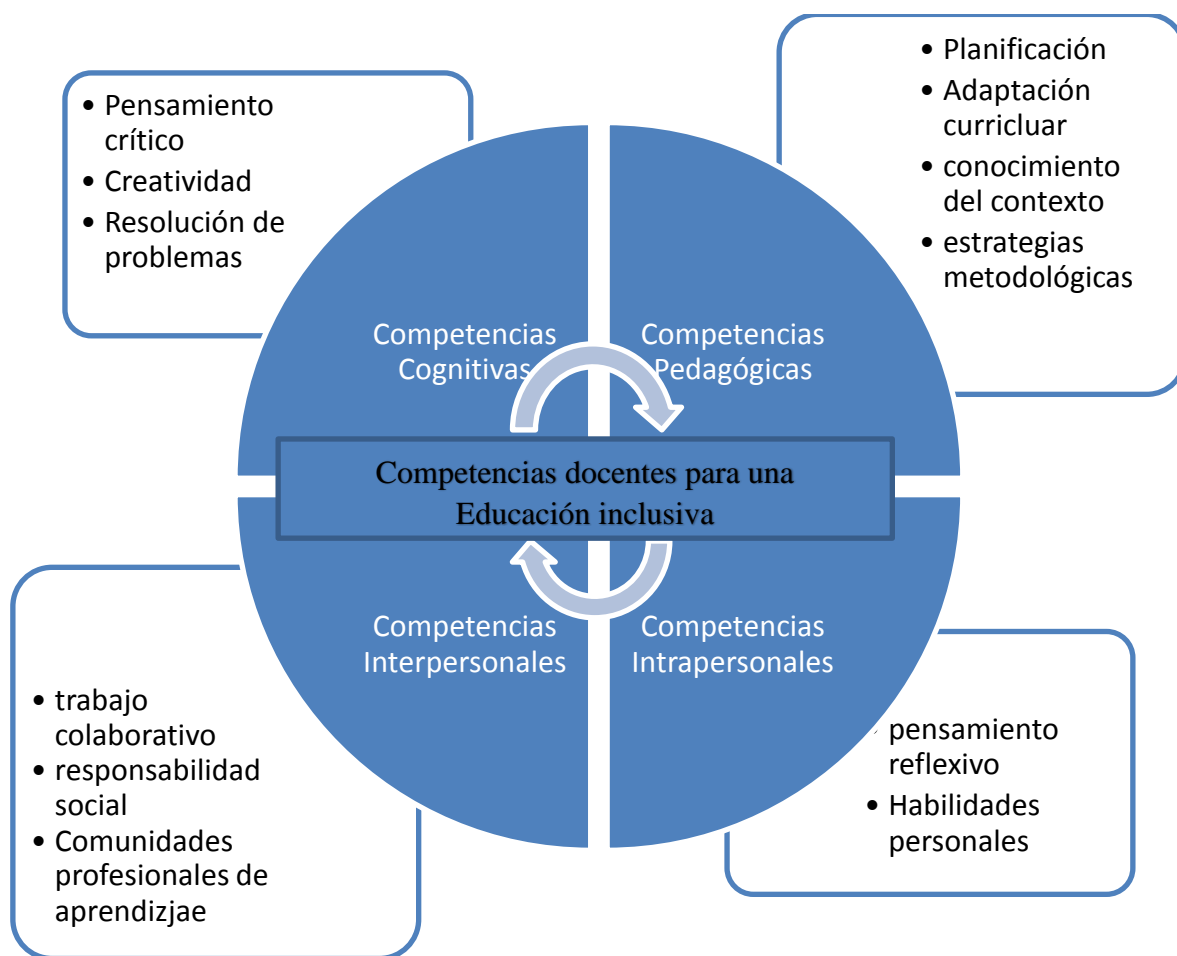 • Pensamiento
crítico
• Creatividad
• Resolución de
problemas
• Planificación
• Adaptación
curricluar
• conocimiento
del contexto
• estrategias
metodológicas
Competencias
Cognitivas
Competencias
Pedagógicas
Competencias docentes para una
Educación inclusiva
Competencias
Interpersonales
Competencias
Intrapersonales
• trabajo
colaborativo
• responsabilidad
social
• Comunidades
profesionales de
aprendizjae
• pensamiento
reflexivo
• Habilidades
personales